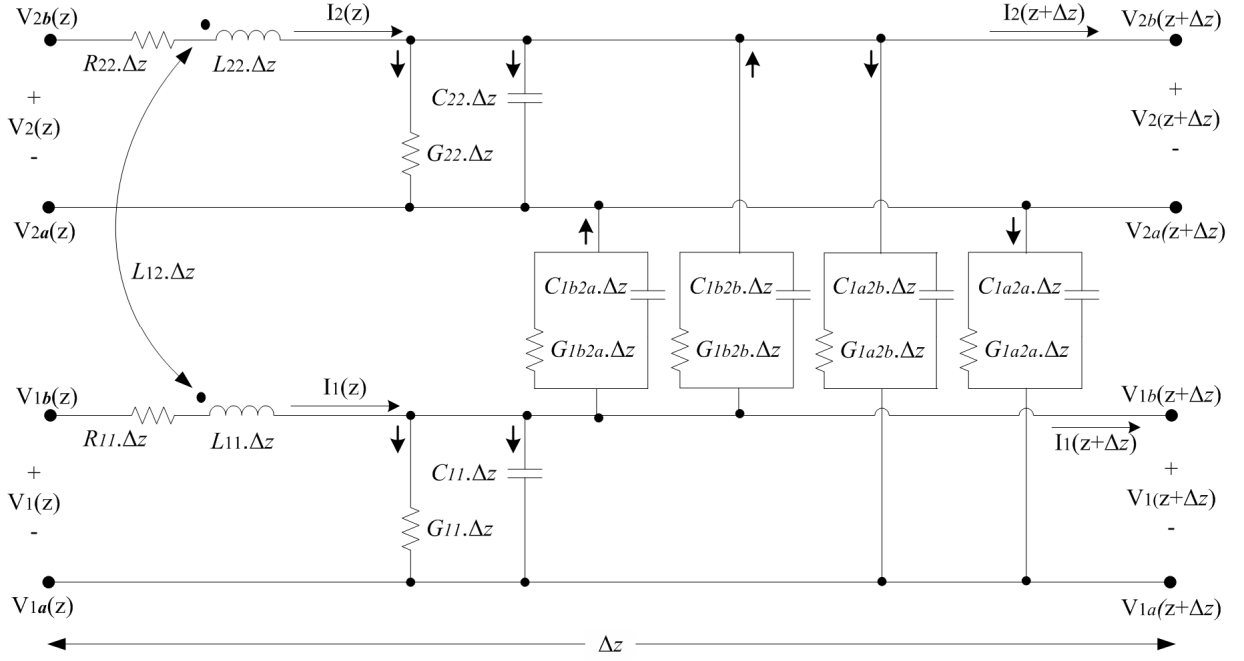 V2b(z)
I2(z)
I2(z+Δz)
V2b(z+Δz)
R22.Δz
L22.Δz
+
V2(z)
-
C22.Δz
G22.Δz
+
V2(z+Δz)
-
V2a(z)
V2a(z+Δz)
L12.Δz
C1b2a.Δz
C1b2b.Δz
C1a2b.Δz
C1a2a.Δz
G1b2a.Δz
G1b2b.Δz
G1a2b.Δz
G1a2a.Δz
V1b(z)
I1(z)
V1b(z+Δz)
R11.Δz
L11.Δz
I1(z+Δz)
+
V1(z)
-
C11.Δz
G11.Δz
+
V1(z+Δz)
-
V1a(z)
V1a(z+Δz)
Δz